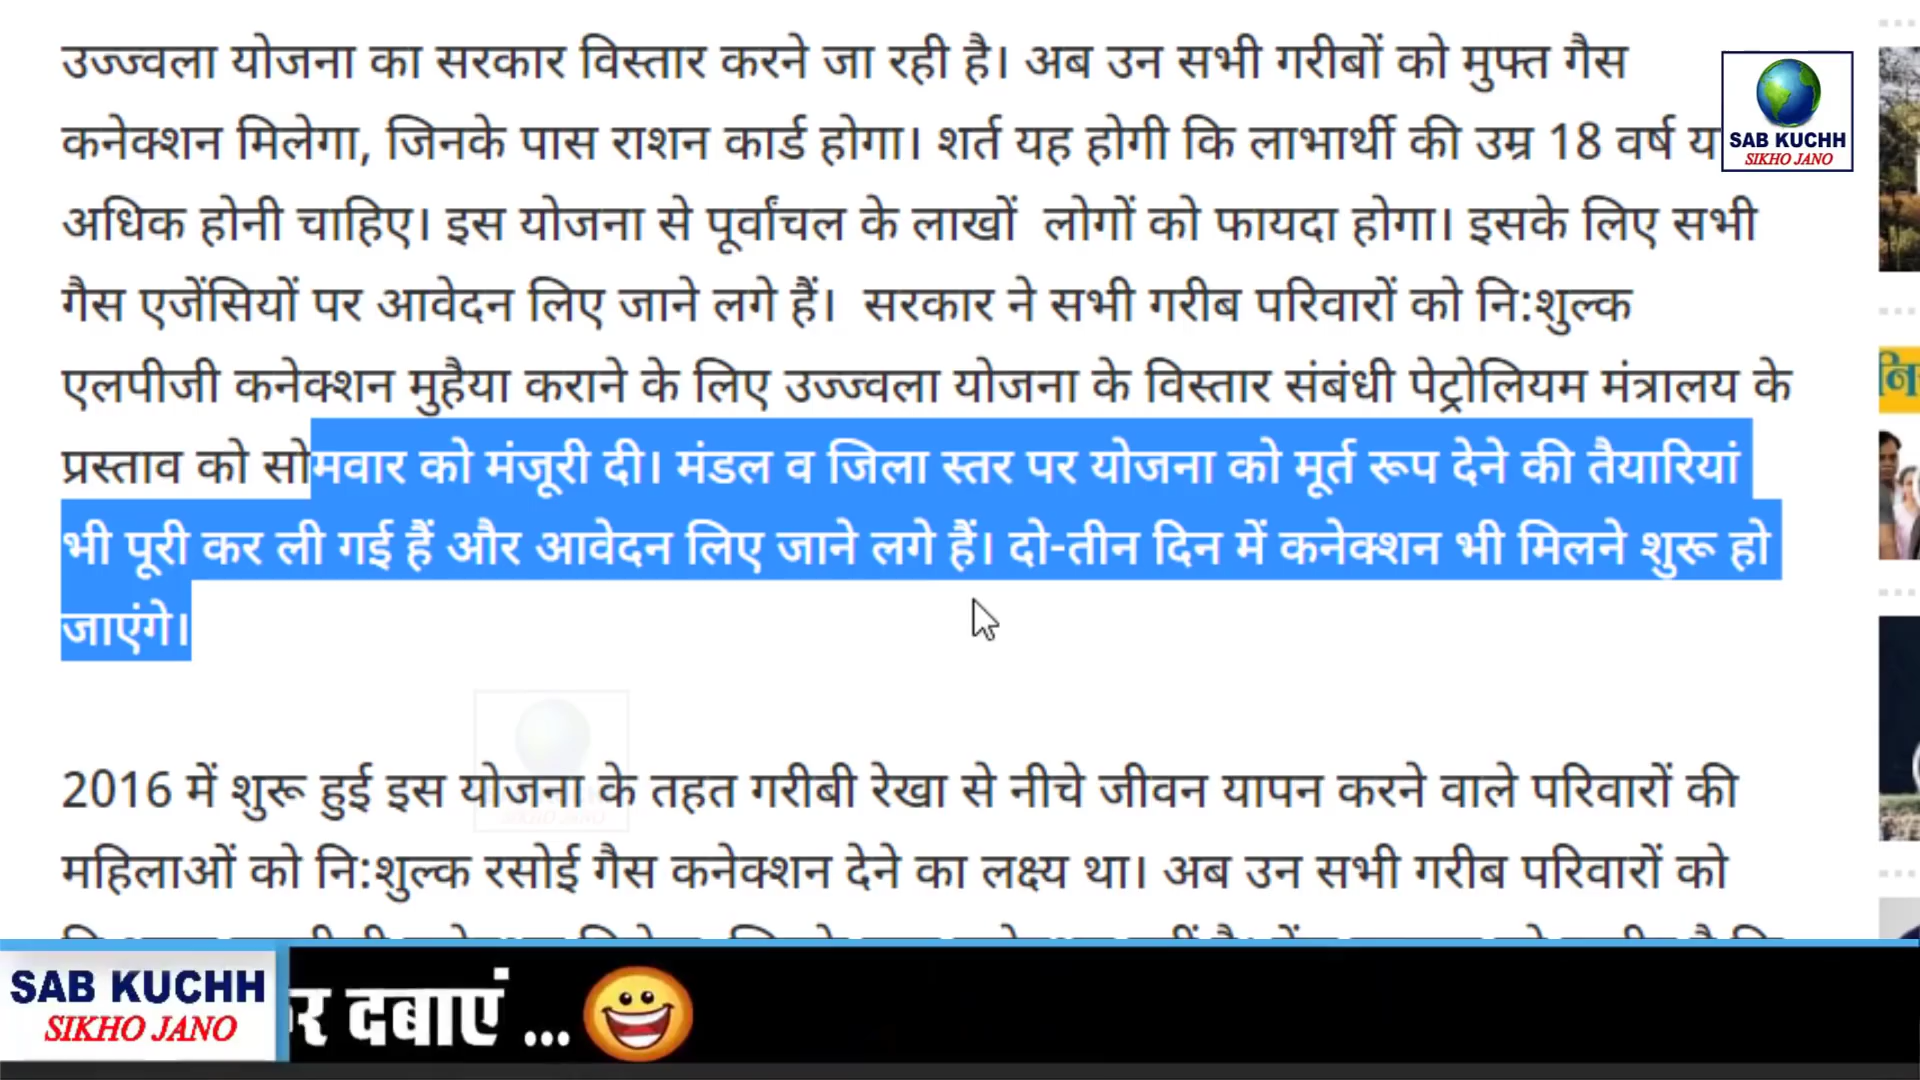 उज्ज्वला योजना का सरकार विस्तार करने जा रही है। अब उन सभी गरीबों को मुफ्त गैस
कनेक्शन मिलेगा, जिनके पास राशन कार्ड होगा। शर्त यह होगी कि लाभार्थी की उम्र 18 वर्ष
अधिक होनी चाहिए। इस योजना से पूर्वांचल के लाखों लोगों को फायदा होगा। इसके लिए सभी
गैस एजेंसियों पर आवेदन लिए जाने लगे हैं। सरकार ने सभी गरीब परिवारों को नि:शुल्क
एलपीजी कनेक्शन मुहैया कराने के लिए उज्ज्वला योजना के विस्तार संबंधी पेट्रोलियम मंत्रालय के
प्रस्ताव को सोमवार को मंजूरी दी। मंडल व जिला स्तर पर योजना को मूर्त रूप देने की तैयारियां
भी पूरी कर ली गई हैं और आवेदन लिए जाने लगे हैं। दो-तीन दिन में कनेक्शन भी मिलने शुरू हो
जाएंगे।
2016 में शुरू हुई इस योजना के तहत गरीबी रेखा से नीचे जीवन यापन करने वाले परिवारों की
महिलाओं को नि:शुल्क रसोई गैस कनेक्शन देने का लक्ष्य था। अब उन सभी गरीब परिवारों को
SAB KUCHH
SIKHO JANO
SAB KUCHH
SIKHO JANO
दबाएं ...
SIKHO JANO